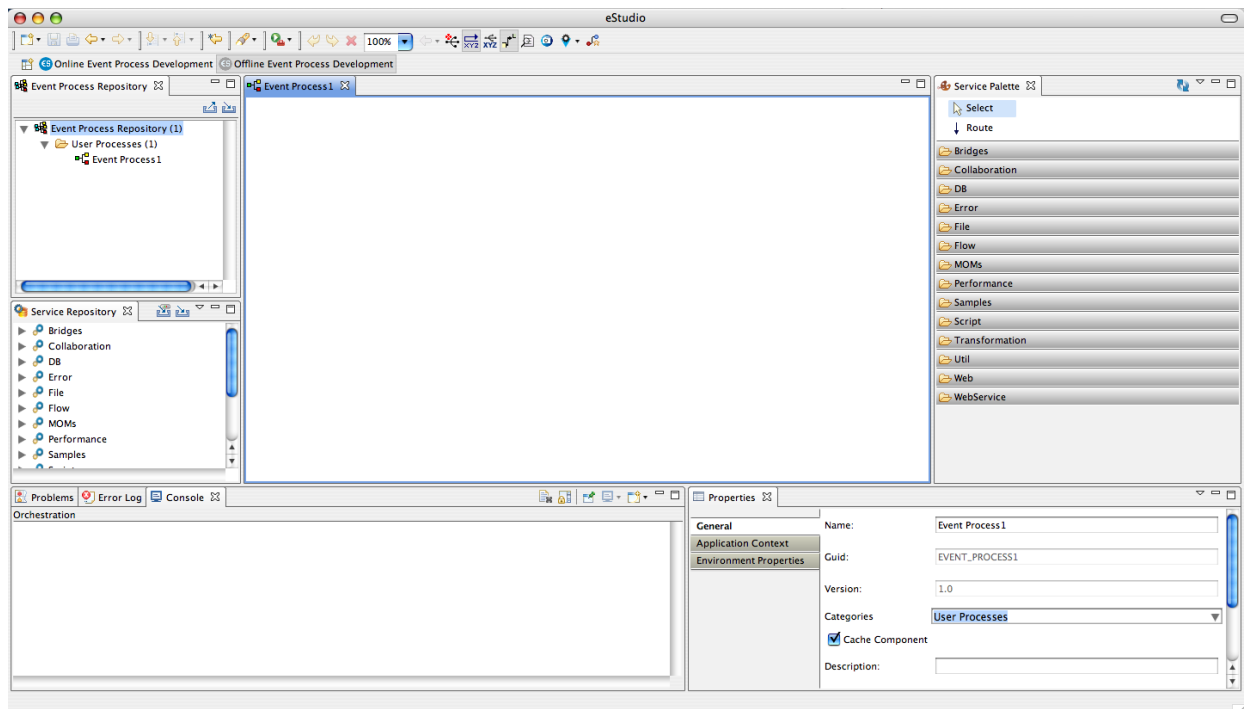 eStudio
100%
XYZ
XYZ
Online Event Process Development
Offline Event Process Development
Event Process Repository
Event Process Repository (1)
User Processes (1)
Event Process1
Service Repository
Bridges
Collaboration
DB
Error
File
Flow
MOMs
Performance
Samples
Event Process1
Service Palette
Select
Route
Bridges
Collaboration
DB
Error
File
Flow
MOMs
Performance
Samples
Script
Transformation
Util
Web
WebService
Problems
Error Log
Console
Orchestration
Properties
General
Application Context
Environment Properties
Name:
Event Process1
Guid:
EVENT_PROCESS1
Version:
1.0
Categories
User Processes
Cache Component
Description: